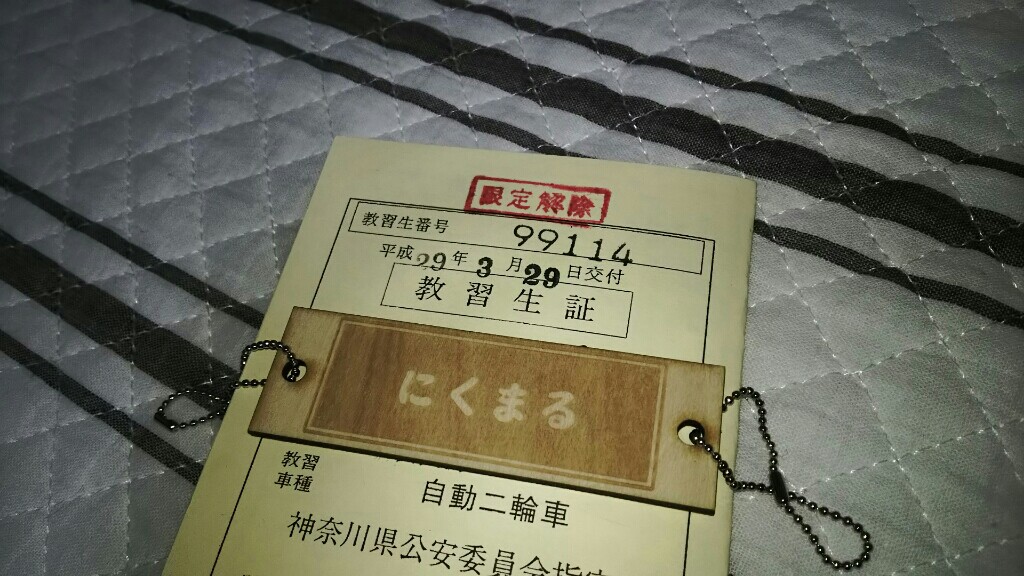 限定解除
教習生番号 99114
平成29年3月29日交付
教習生証
にくまる
教習
車種
自動二輪車
神奈川県公安委員会指定